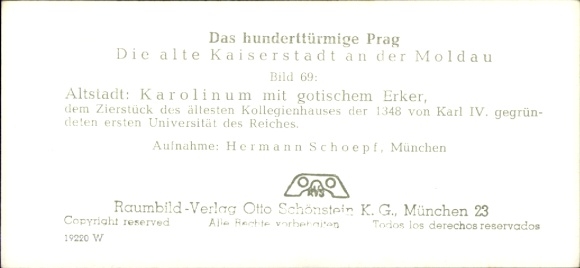 Das hunderttürmige Prag
Die alte Kaiserstadt an der Moldau
Bild 69:
Altstadt: Karolinum mit gotischem Erker,
dem Zierstück des ältesten Kollegienhauses der 1348 von Karl IV. gegrün-
deten ersten Universität des Reiches.
Aufnahme: Hermann Schoepf, München
Raumbild-Verlag Otto Schönstein K. G., München 23
Copyright reserved Alle Rechte vorbehalten Todos los derechos reservados
19220 W